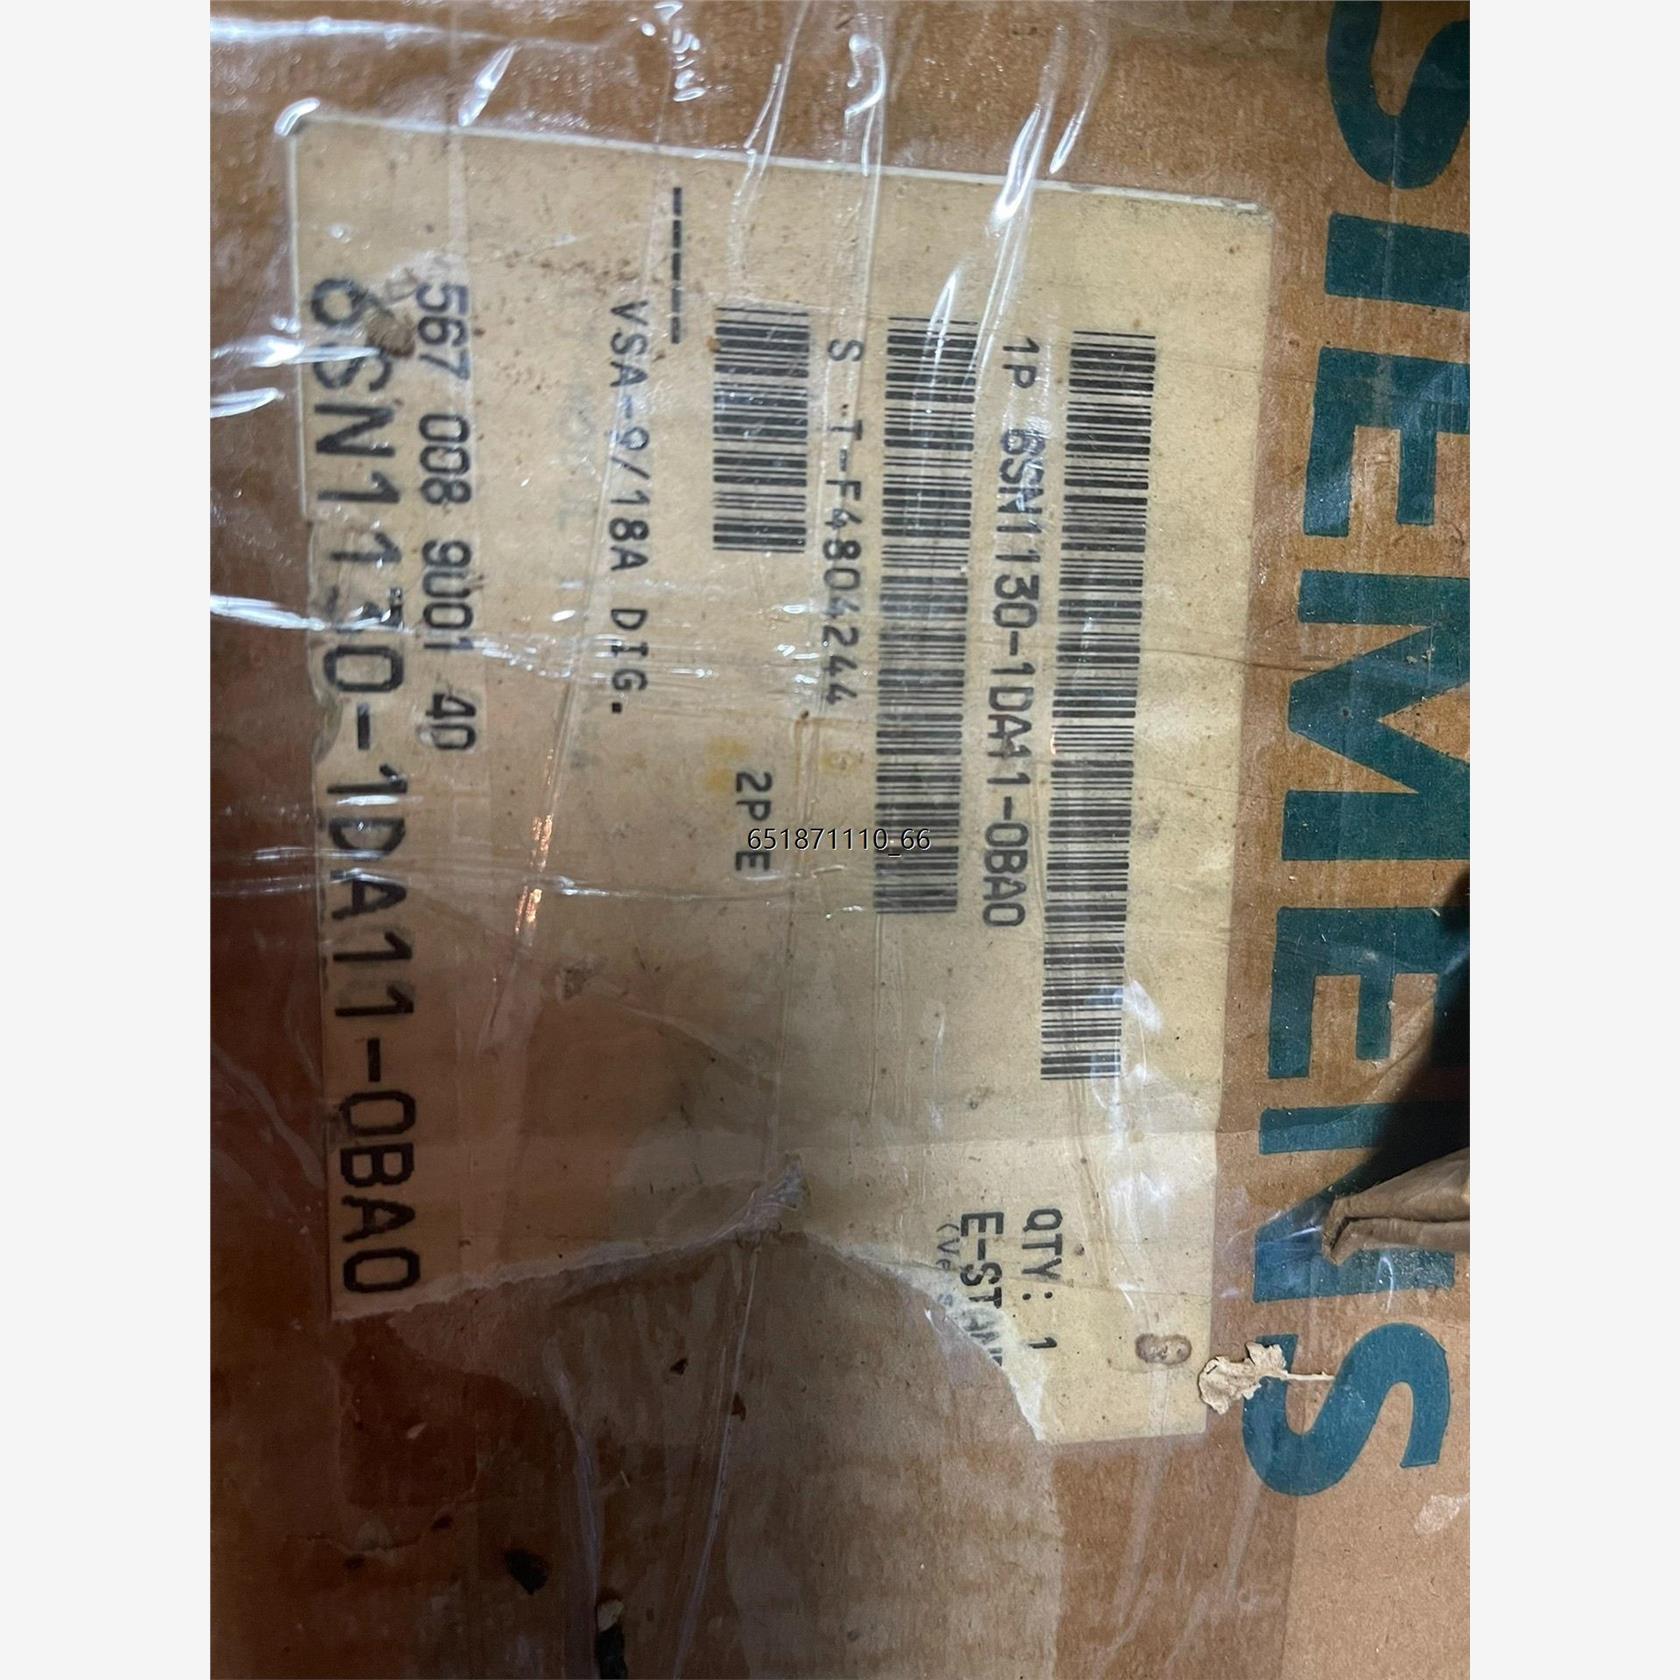 SIEMENS
1P 6SN1130-1DA11-0BA0
QTY: 1
S T-F4804244
2P E
VSA-9/18A DIG.
-----
567 008 9001 40
6SN1130-1DA11-0BA0
651871110_66